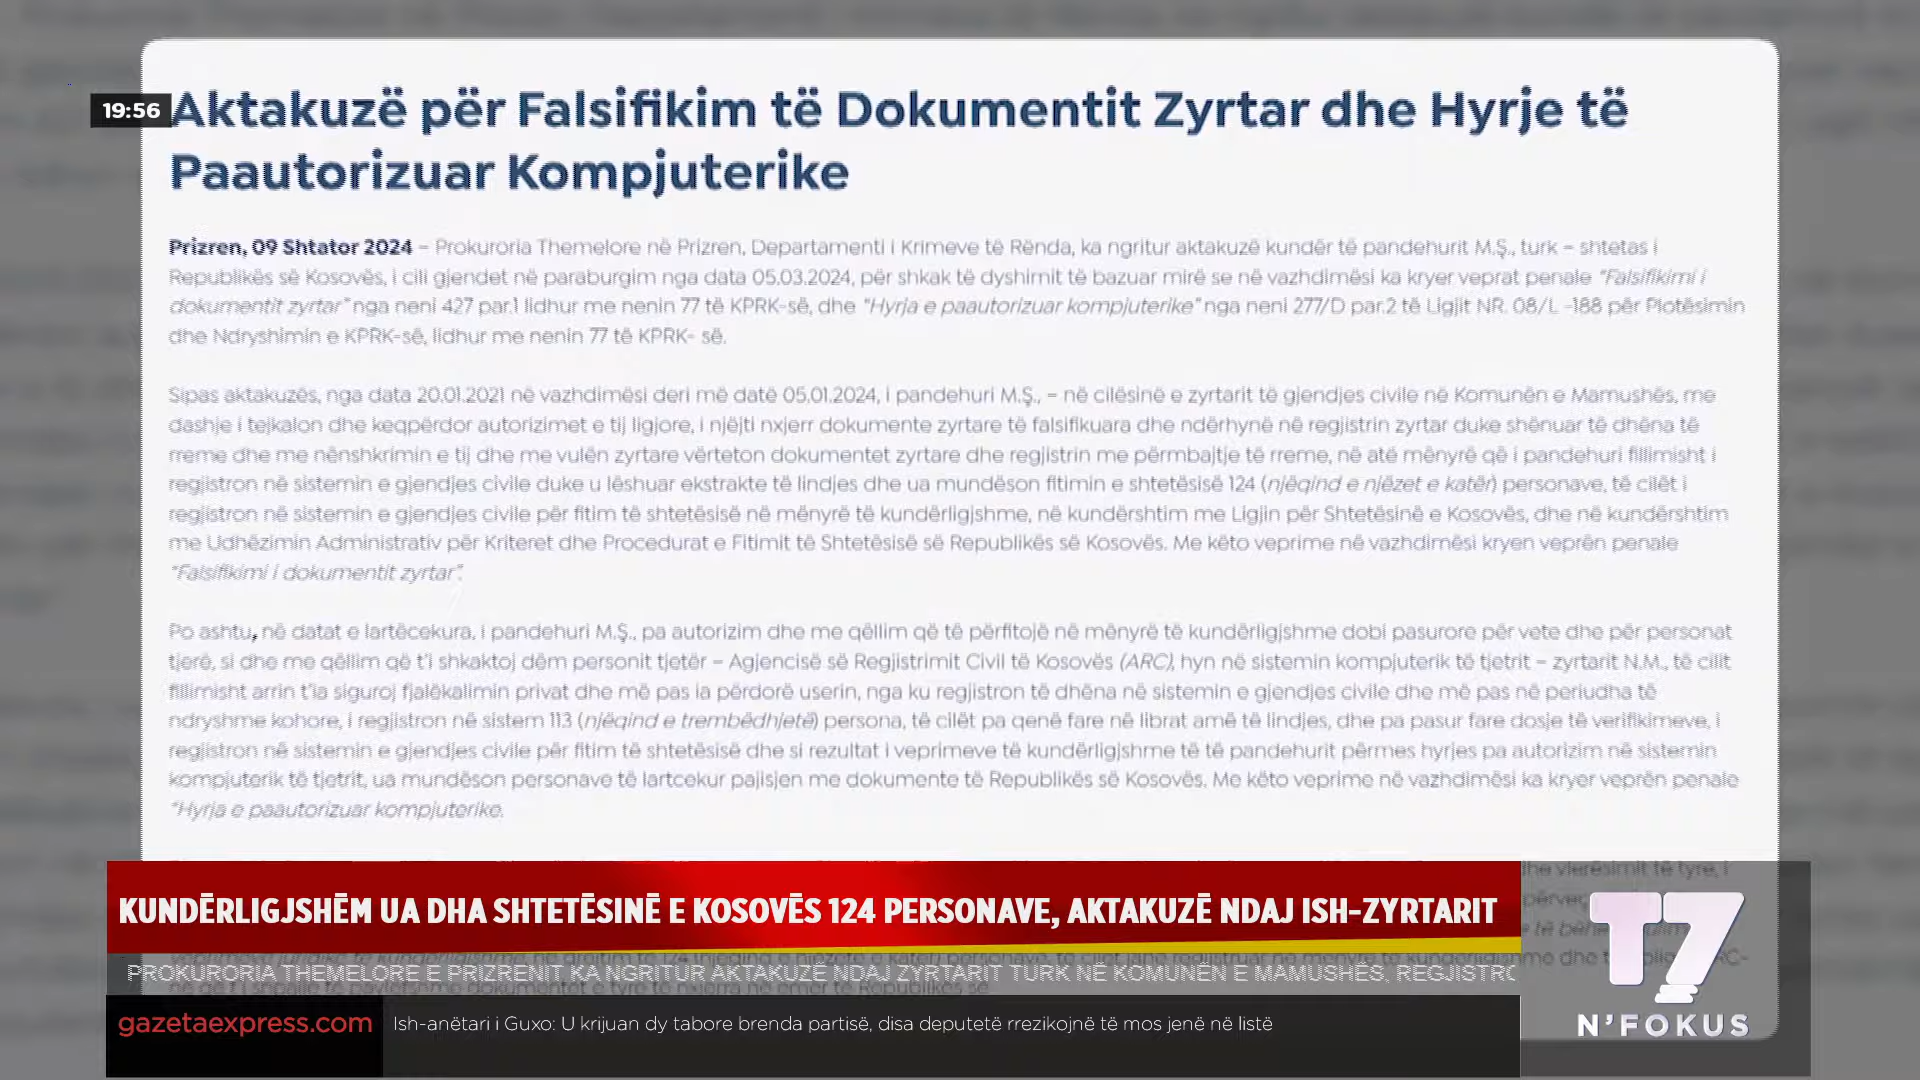 19:56
Aktakuzë për Falsifikim të Dokumentit Zyrtar dhe Hyrje të
Paautorizuar Kompjuterike
Prizren, 09 Shtator 2024 – Prokuroria Themelore në Prizren, Departamenti i Krimeve të Rënda, ka ngritur aktakuzë kundër të pandehurit M.Ş., turk – shtetas i
Republikës së Kosovës, i cili gjendet në paraburgim nga data 05.03.2024, për shkak të dyshimit të bazuar mirë se në vazhdimësi ka kryer veprat penale “Falsifikimi i
dokumentit zyrtar” nga neni 427 par.1 lidhur me nenin 77 të KPRK-së, dhe “Hyrja e paautorizuar kompjuterike” nga neni 277/D par.2 të Ligjit NR. 08/L -188 për Plotësimin
dhe Ndryshimin e KPRK-së, lidhur me nenin 77 të KPRK- së.
Sipas aktakuzës, nga data 20.01.2021 në vazhdimësi deri më datë 05.01.2024, i pandehuri M.Ş., – në cilësinë e zyrtarit të gjendjes civile në Komunën e Mamushës, me
dashje i tejkalon dhe keqpërdor autorizimet e tij ligjore, i njëjti nxjerr dokumente zyrtare të falsifikuara dhe ndërhynë në regjistrin zyrtar duke shënuar të dhëna të
rreme dhe me nënshkrimin e tij dhe me vulën zyrtare vërteton dokumentet zyrtare dhe regjistrin me përmbajtje të rreme, në atë mënyrë që i pandehuri fillimisht i
regjistron në sistemin e gjendjes civile duke u lëshuar ekstrakte të lindjes dhe ua mundëson fitimin e shtetësisë 124 (njëqind e njëzet e katër) personave, të cilët i
regjistron në sistemin e gjendjes civile për fitim të shtetësisë në mënyrë të kundërligjshme, në kundërshtim me Ligjin për Shtetësinë e Kosovës, dhe në kundërshtim
me Udhëzimin Administrativ për Kriteret dhe Procedurat e Fitimit të Shtetësisë së Republikës së Kosovës. Me këto veprime në vazhdimësi kryen veprën penale
“Falsifikimi i dokumentit zyrtar”.
Po ashtu, në datat e lartëcekura, i pandehuri M.Ş., pa autorizim dhe me qëllim që të përfitojë në mënyrë të kundërligjshme dobi pasurore për vete dhe për personat
tjerë, si dhe me qëllim që t’i shkaktoj dëm personit tjetër – Agjencisë së Regjistrimit Civil të Kosovës (ARC), hyn në sistemin kompjuterik të tjetrit – zyrtarit N.M., të cilit
fillimisht arrin t’ia siguroj fjalëkalimin privat dhe më pas ia përdorë userin, nga ku regjistron të dhëna në sistemin e gjendjes civile dhe më pas në periudha të
ndryshme kohore, i regjistron në sistem 113 (njëqind e trembëdhjetë) persona, të cilët pa qenë fare në librat amë të lindjes, dhe pa pasur fare dosje të verifikimeve, i
regjistron në sistemin e gjendjes civile për fitim të shtetësisë dhe si rezultat i veprimeve të kundërligjshme të të pandehurit përmes hyrjes pa autorizim në sistemin
kompjuterik të tjetrit, ua mundëson personave të lartcekur pajisjen me dokumente të Republikës së Kosovës. Me këto veprime në vazhdimësi ka kryer veprën penale
“Hyrja e paautorizuar kompjuterike.
dhe vlerësimit të tyre, i
KUNDËRLIGJSHËM UA DHA SHTETËSINË E KOSOVËS 124 PERSONAVE, AKTAKUZË NDAJ ISH-ZYRTARIT
PROKURORIA THEMELORE E PRIZRENIT, KA NGRITUR AKTAKUZË NDAJ ZYRTARIT TURK NË KOMUNËN E MAMUSHËS, REGJISTRO
gazetaexpress.com
Ish-anëtari i Guxo: U krijuan dy tabore brenda partisë, disa deputetë rrezikojnë të mos jenë në listë
T7
N’FOKUS